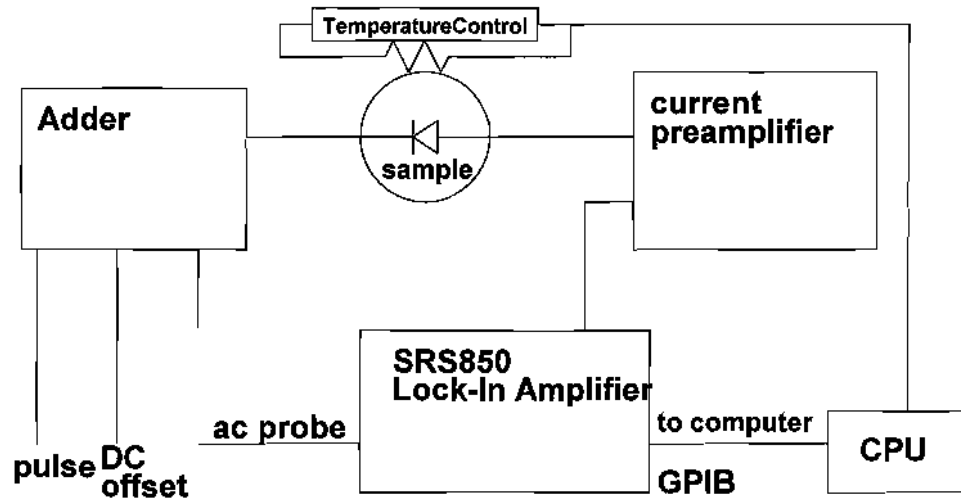 TemperatureControl
Adder
current
preamplifier
sample
SRS850
Lock-In Amplifier
ac probe
to computer
GPIB
CPU
pulse
DC
offset